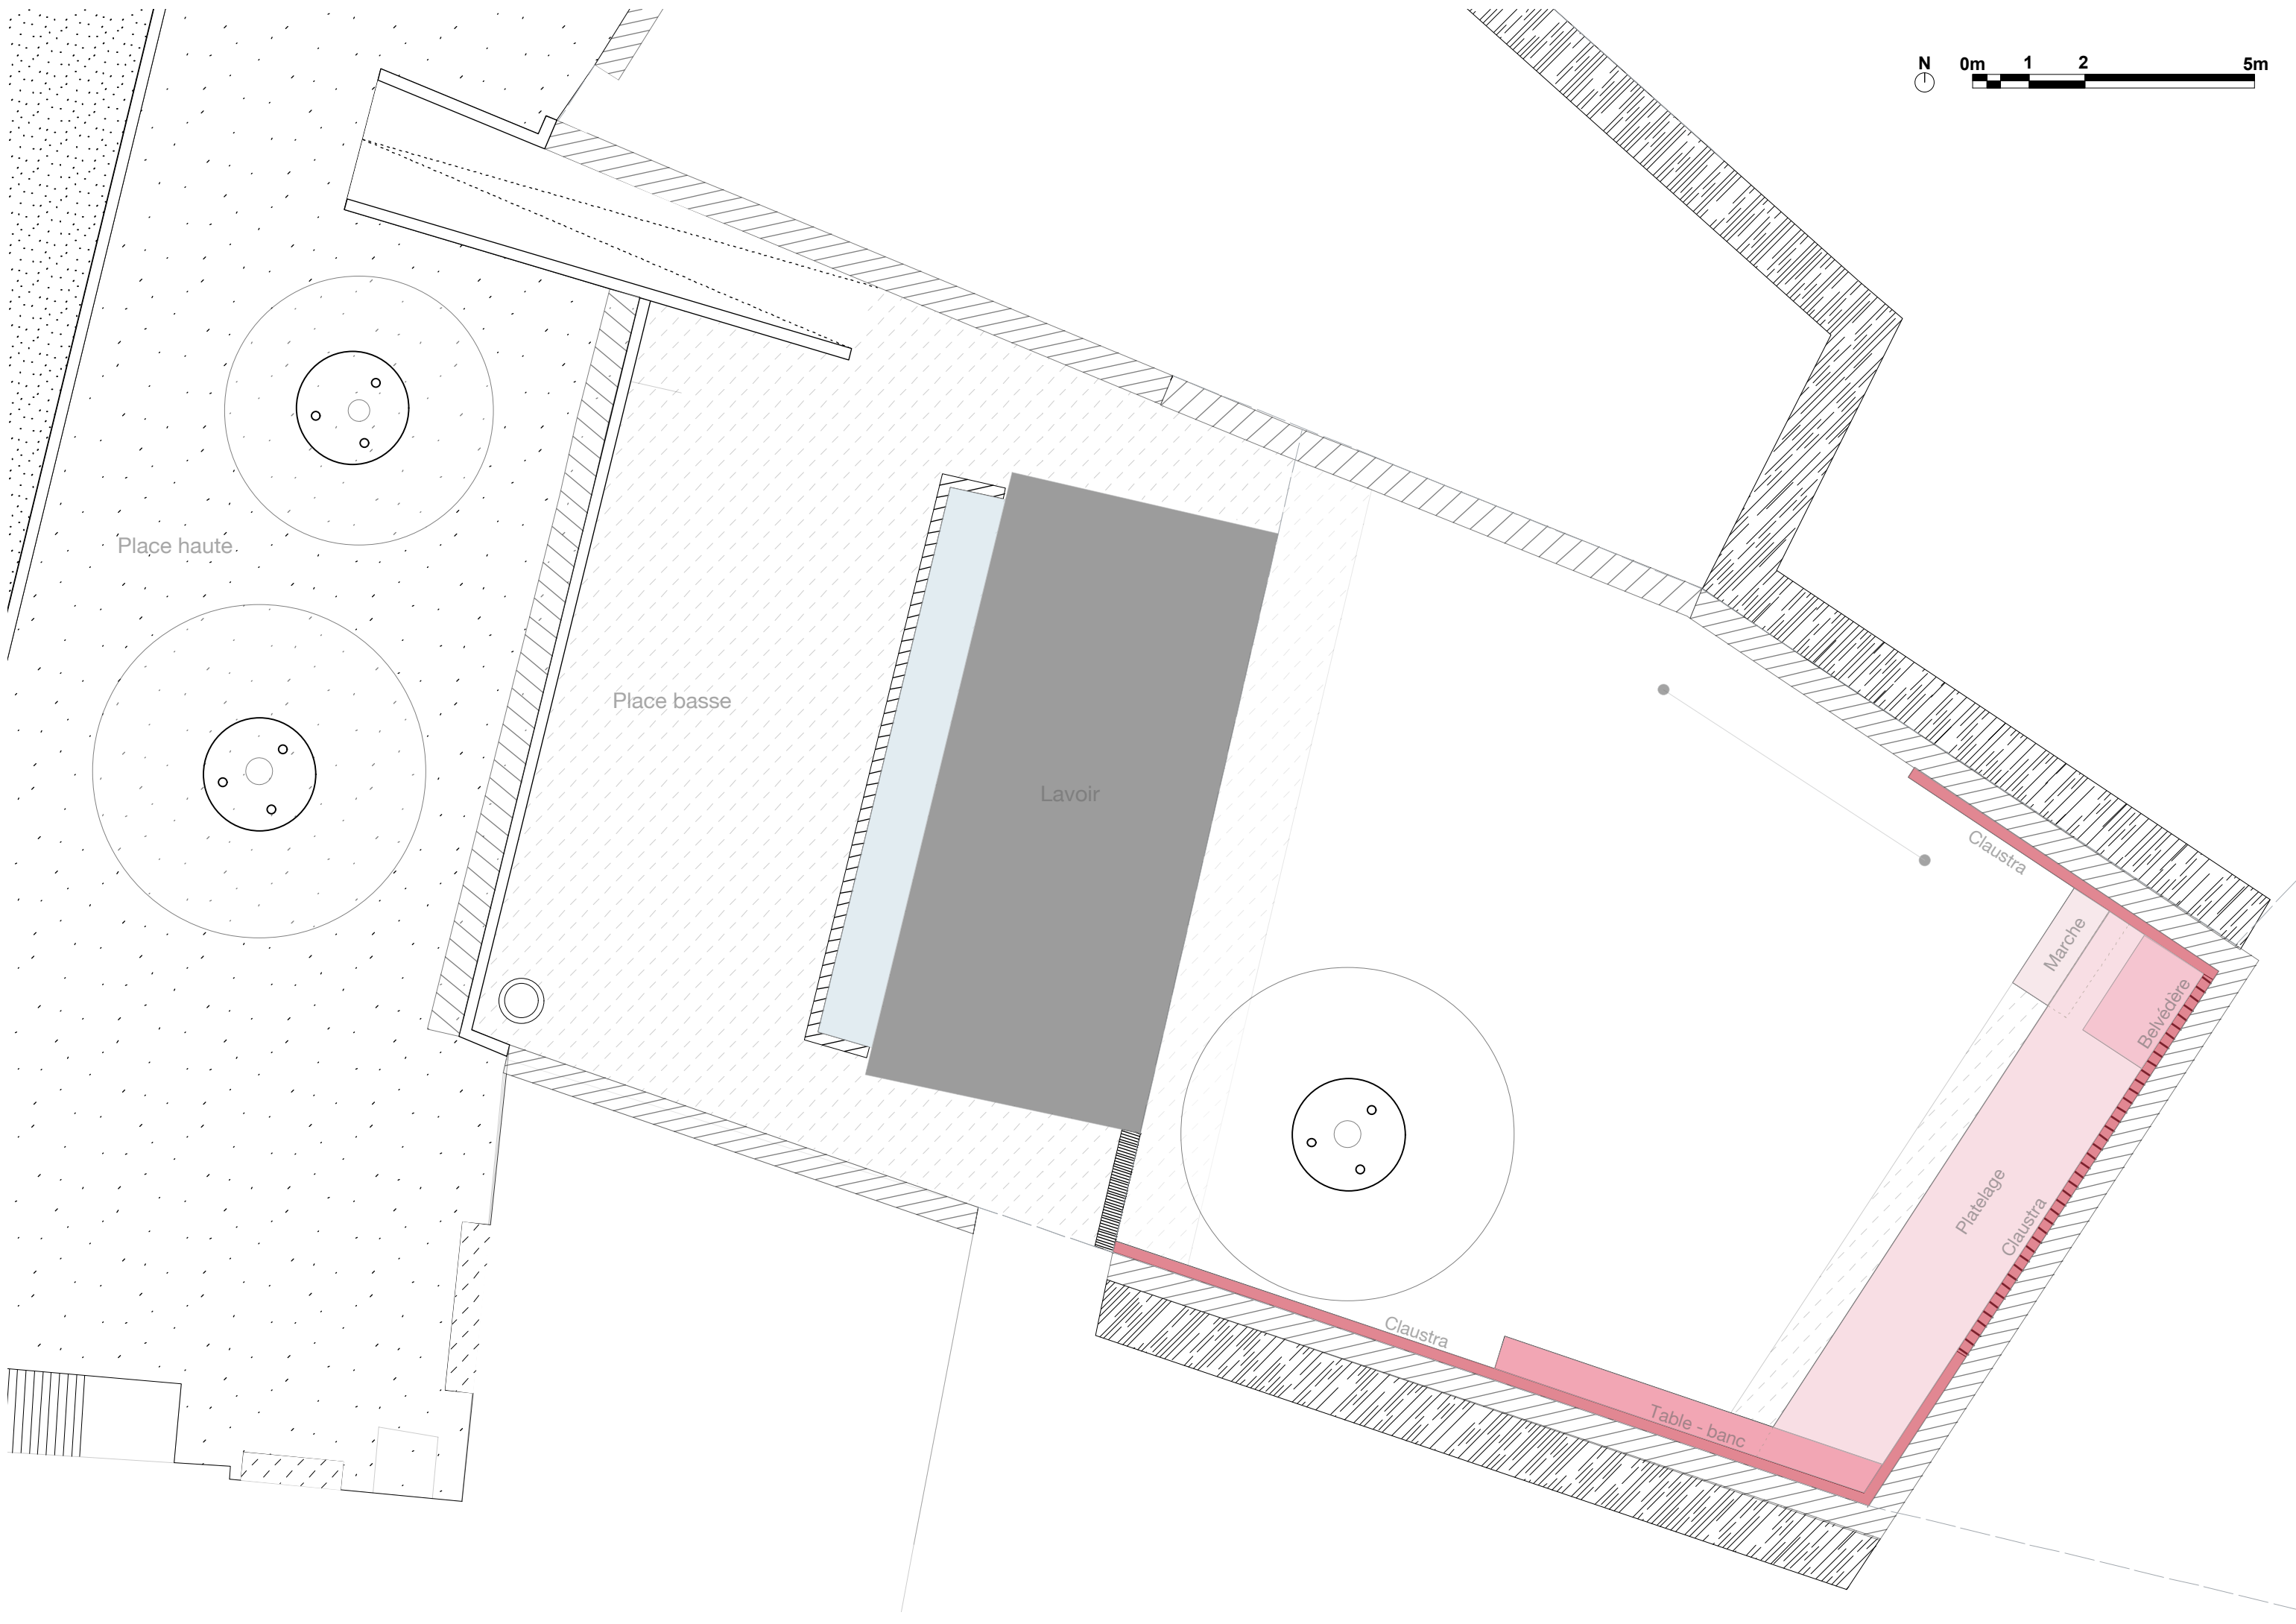 N 0m 1 2 5m
Place haute
Place basse
Lavoir
Claustra
Marche
Belvédère
Platelage
Claustra
Claustra
Table - banc